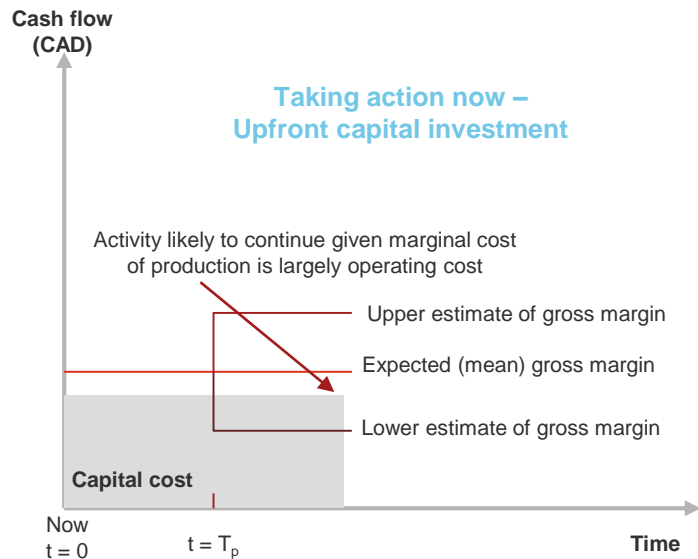 Cash flow
(CAD)
Taking action now –
Upfront capital investment
Activity likely to continue given marginal cost
of production is largely operating cost
Upper estimate of gross margin
Expected (mean) gross margin
Lower estimate of gross margin
Capital cost
Now
t = 0
t = Tp
Time